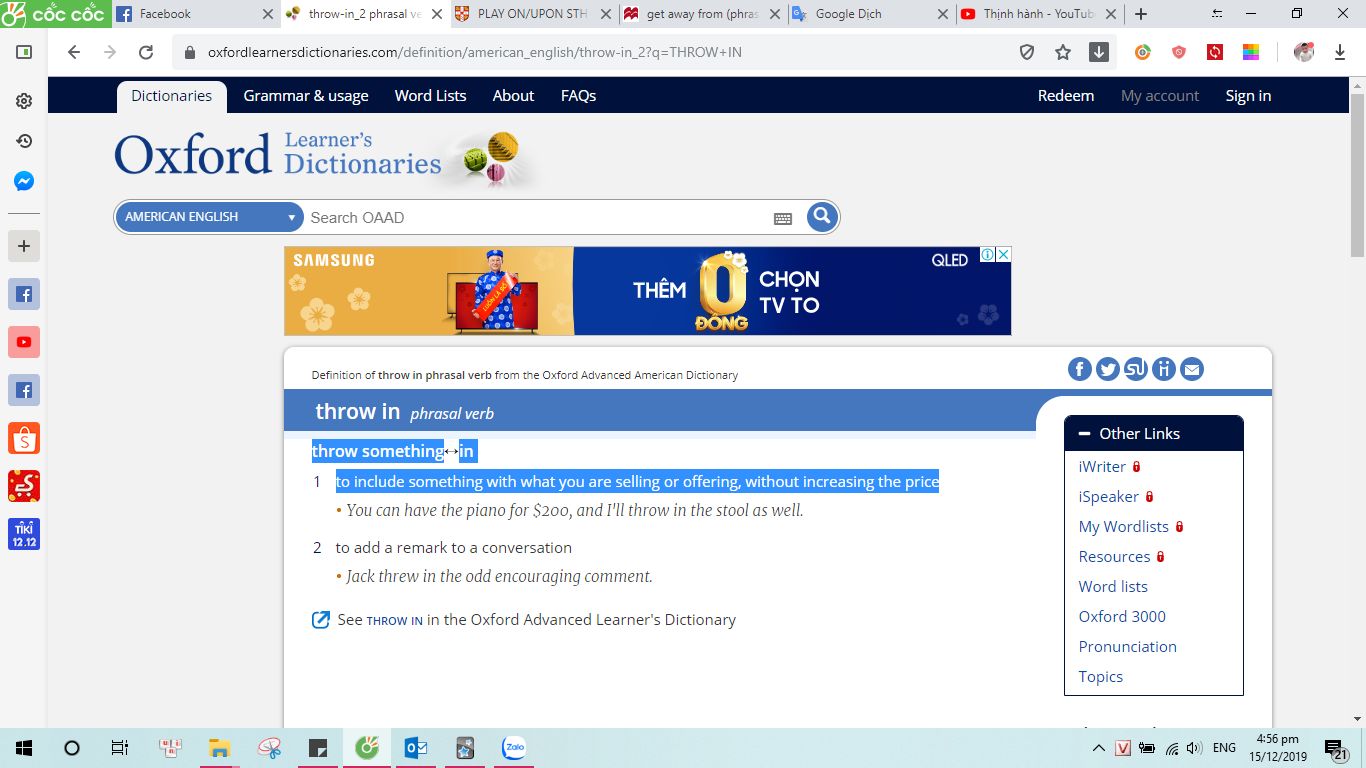 cốc cốc
Facebook
throw-in_2 phrasal ve
PLAY ON/UPON STH
get away from (phras
Google Dịch
Thịnh hành - YouTube
oxfordlearnersdictionaries.com/definition/american_english/throw-in_2?q=THROW+IN
Dictionaries Grammar & usage Word Lists About FAQs Redeem My account Sign in
Oxford Learner's Dictionaries
AMERICAN ENGLISH Search OAAD
SAMSUNG
THÊM 0 ĐỒNG CHỌN TV TO
QLED
Definition of throw in phrasal verb from the Oxford Advanced American Dictionary
throw in phrasal verb
throw something↔in
1 to include something with what you are selling or offering, without increasing the price
• You can have the piano for $200, and I'll throw in the stool as well.
2 to add a remark to a conversation
• Jack threw in the odd encouraging comment.
See THROW IN in the Oxford Advanced Learner's Dictionary
Other Links
iWriter
iSpeaker
My Wordlists
Resources
Word lists
Oxford 3000
Pronunciation
Topics
TIKI
12.12
Zalo
ENG
4:56 pm
15/12/2019
21